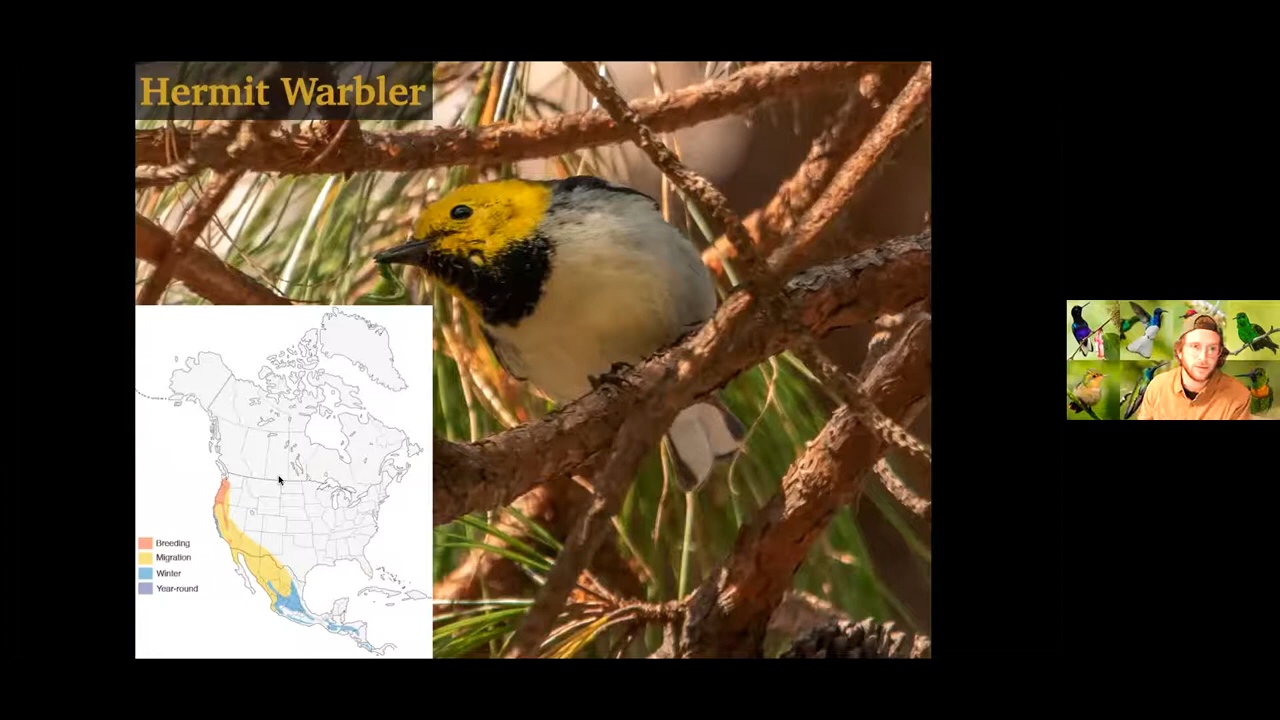 Hermit Warbler
Breeding
Migration
Winter
Year-round